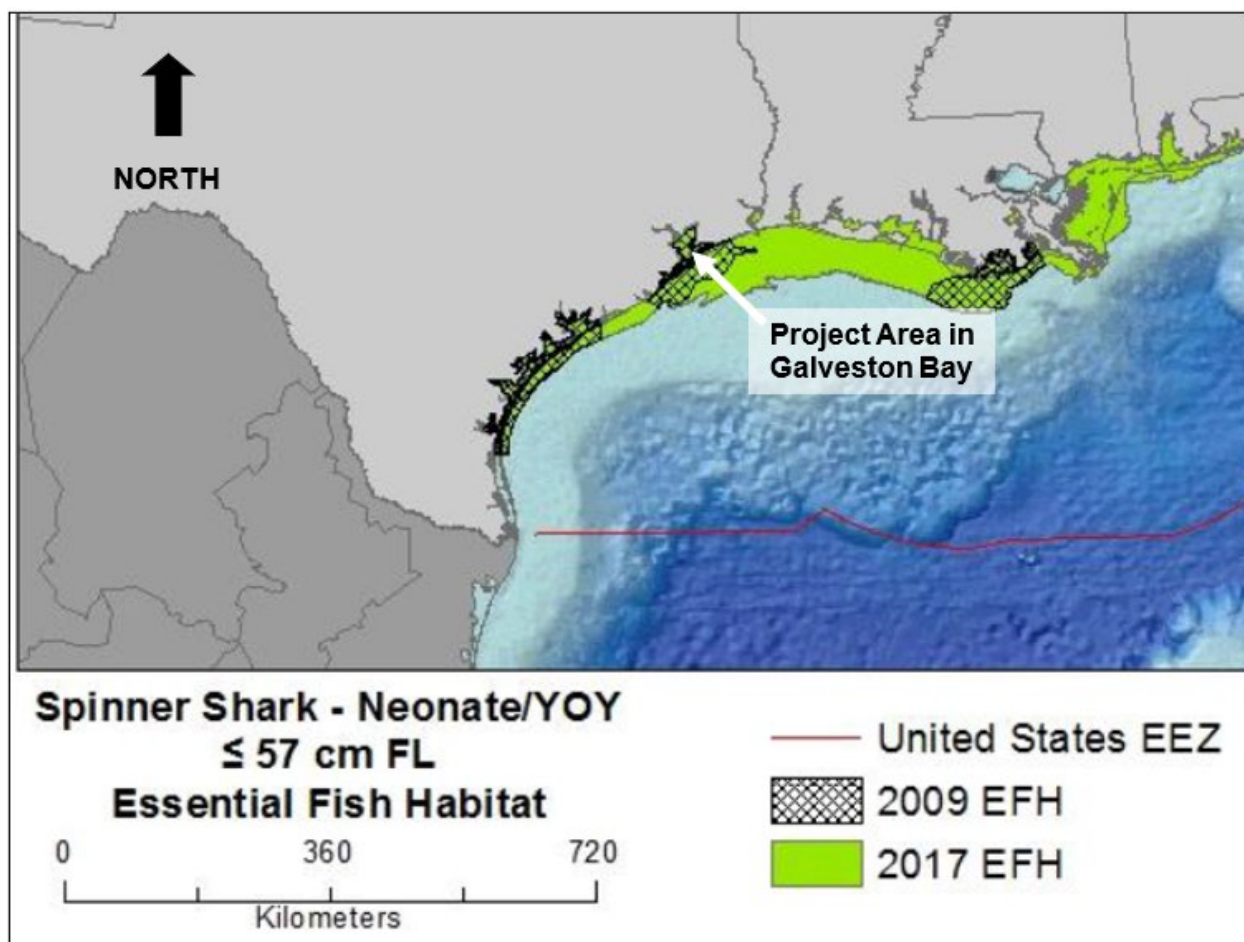 NORTH
Project Area in
Galveston Bay
Spinner Shark - Neonate/YOY
≤ 57 cm FL
Essential Fish Habitat
0 360 720
Kilometers
United States EEZ
2009 EFH
2017 EFH